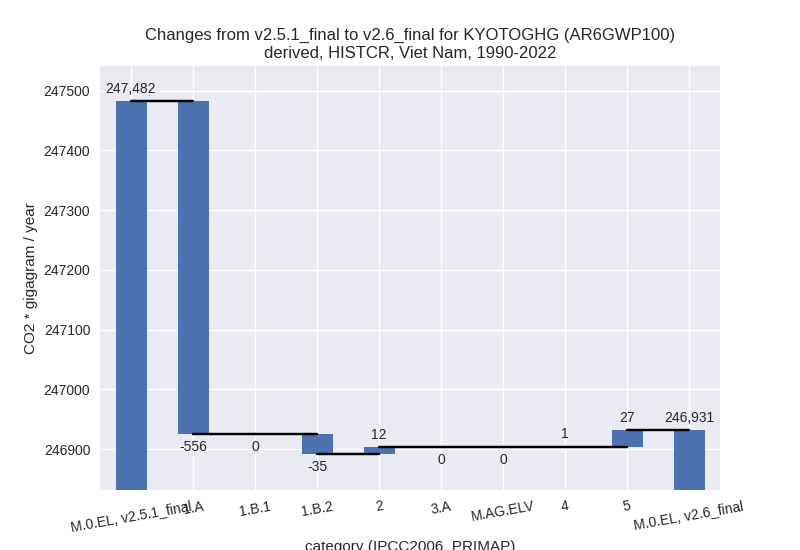 Changes from v2.5.1_final to v2.6_final for KYOTOGHG (AR6GWP100)
derived, HISTCR, Viet Nam, 1990-2022
CO2 * gigagram / year
247500
247400
247300
247200
247100
247000
246900
247,482
-556
0
-35
12
0
0
1
27
246,931
M.0.EL, v2.5.1_final
1.A
1.B.1
1.B.2
2
3.A
M.AG.ELV
4
5
M.0.EL, v2.6_final
category (IPCC2006_PRIMAP)